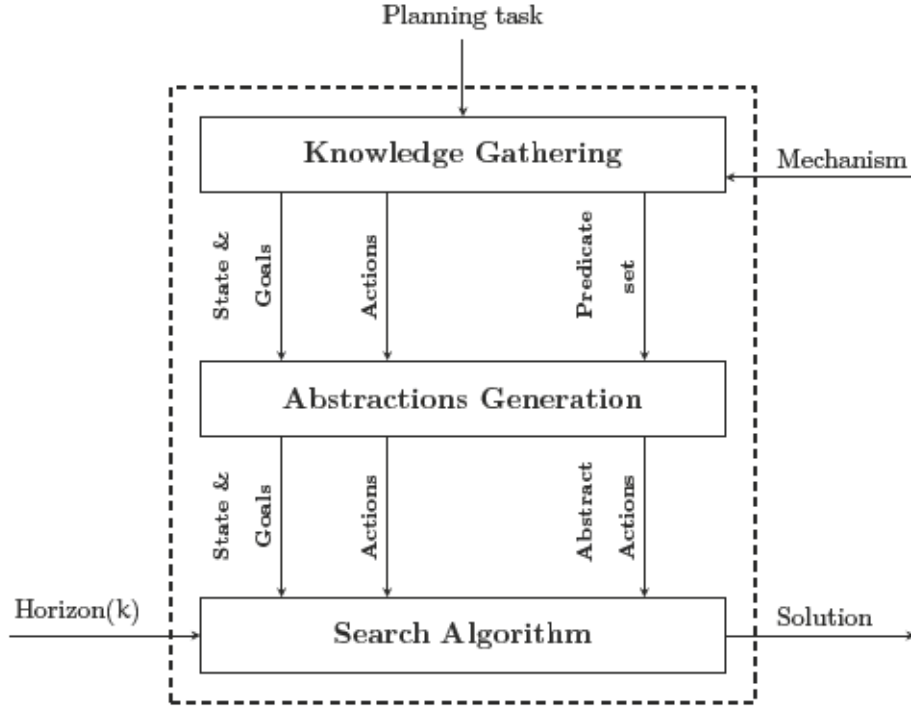 Planning task
Knowledge Gathering
Mechanism
State &
Goals
Actions
Predicate
set
Abstractions Generation
State &
Goals
Actions
Abstract
Actions
Horizon(k)
Search Algorithm
Solution